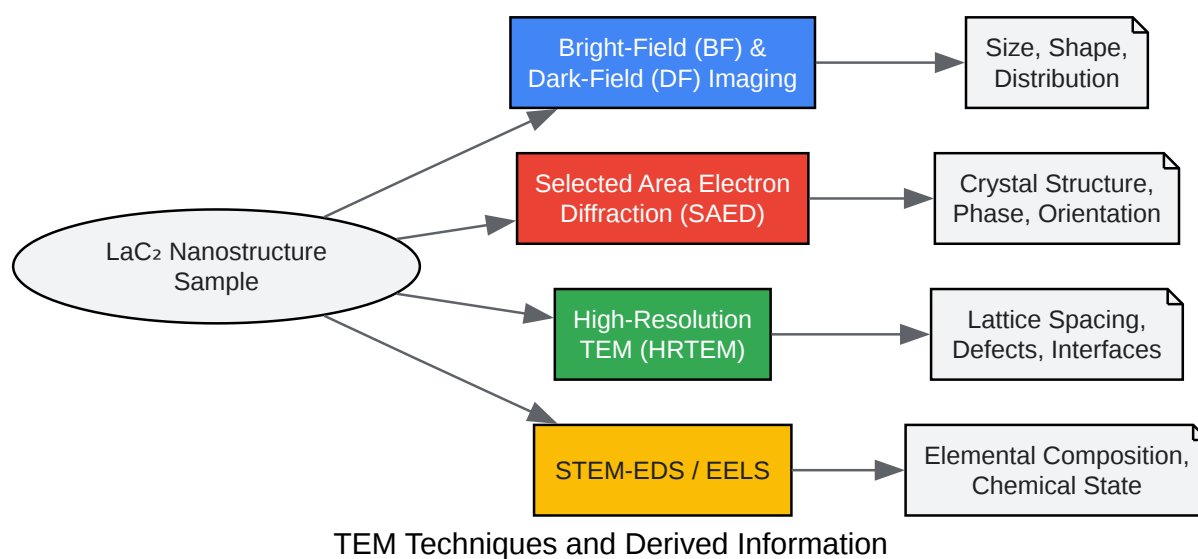 LaC₂ Nanostructure
Sample
Bright-Field (BF) &
Dark-Field (DF) Imaging
Size, Shape,
Distribution
Selected Area Electron
Diffraction (SAED)
Crystal Structure,
Phase, Orientation
High-Resolution
TEM (HRTEM)
Lattice Spacing,
Defects, Interfaces
STEM-EDS / EELS
Elemental Composition,
Chemical State
TEM Techniques and Derived Information